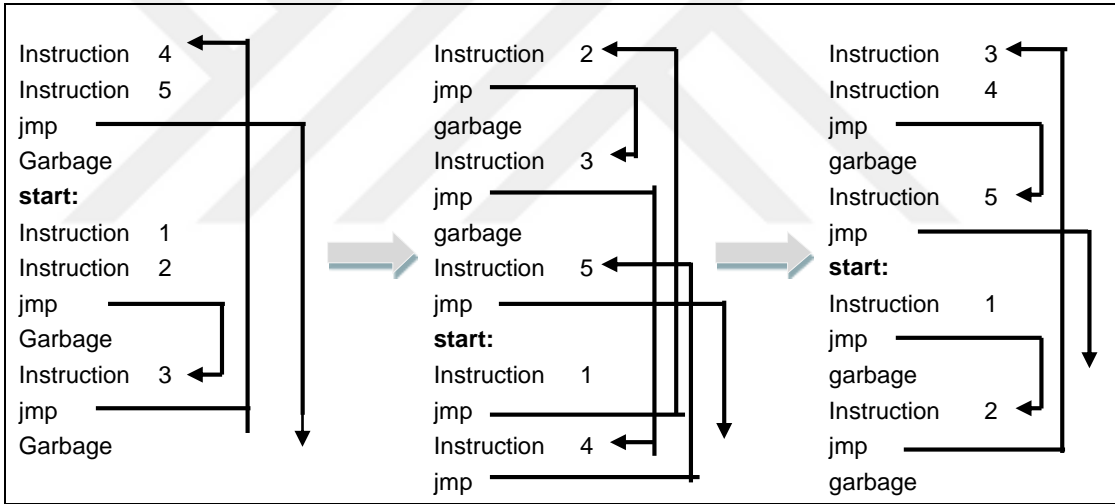 Instruction 4
Instruction 5
jmp
Garbage
start:
Instruction 1
Instruction 2
jmp
Garbage
Instruction 3
jmp
Garbage
Instruction 2
jmp
garbage
Instruction 3
jmp
garbage
Instruction 5
jmp
start:
Instruction 1
jmp
Instruction 4
jmp
Instruction 3
Instruction 4
jmp
garbage
Instruction 5
jmp
start:
Instruction 1
jmp
garbage
Instruction 2
jmp
garbage